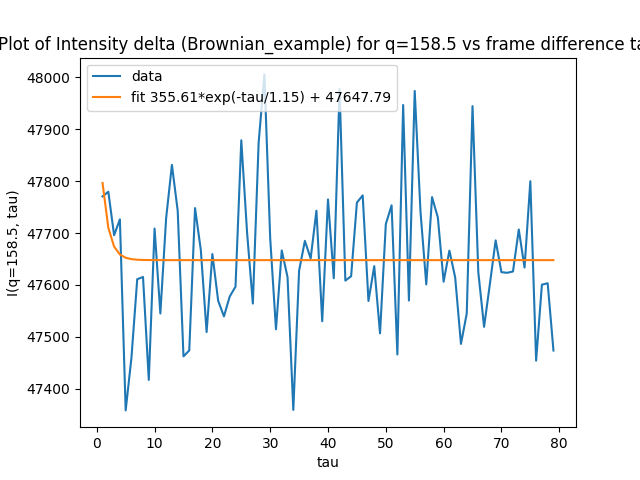 Plot of Intensity delta (Brownian_example) for q=158.5 vs frame difference ta
48000
47900
47800
47700
47600
47500
47400
I(q=158.5, tau)
data
fit 355.61*exp(-tau/1.15) + 47647.79
0 10 20 30 40 50 60 70 80
tau